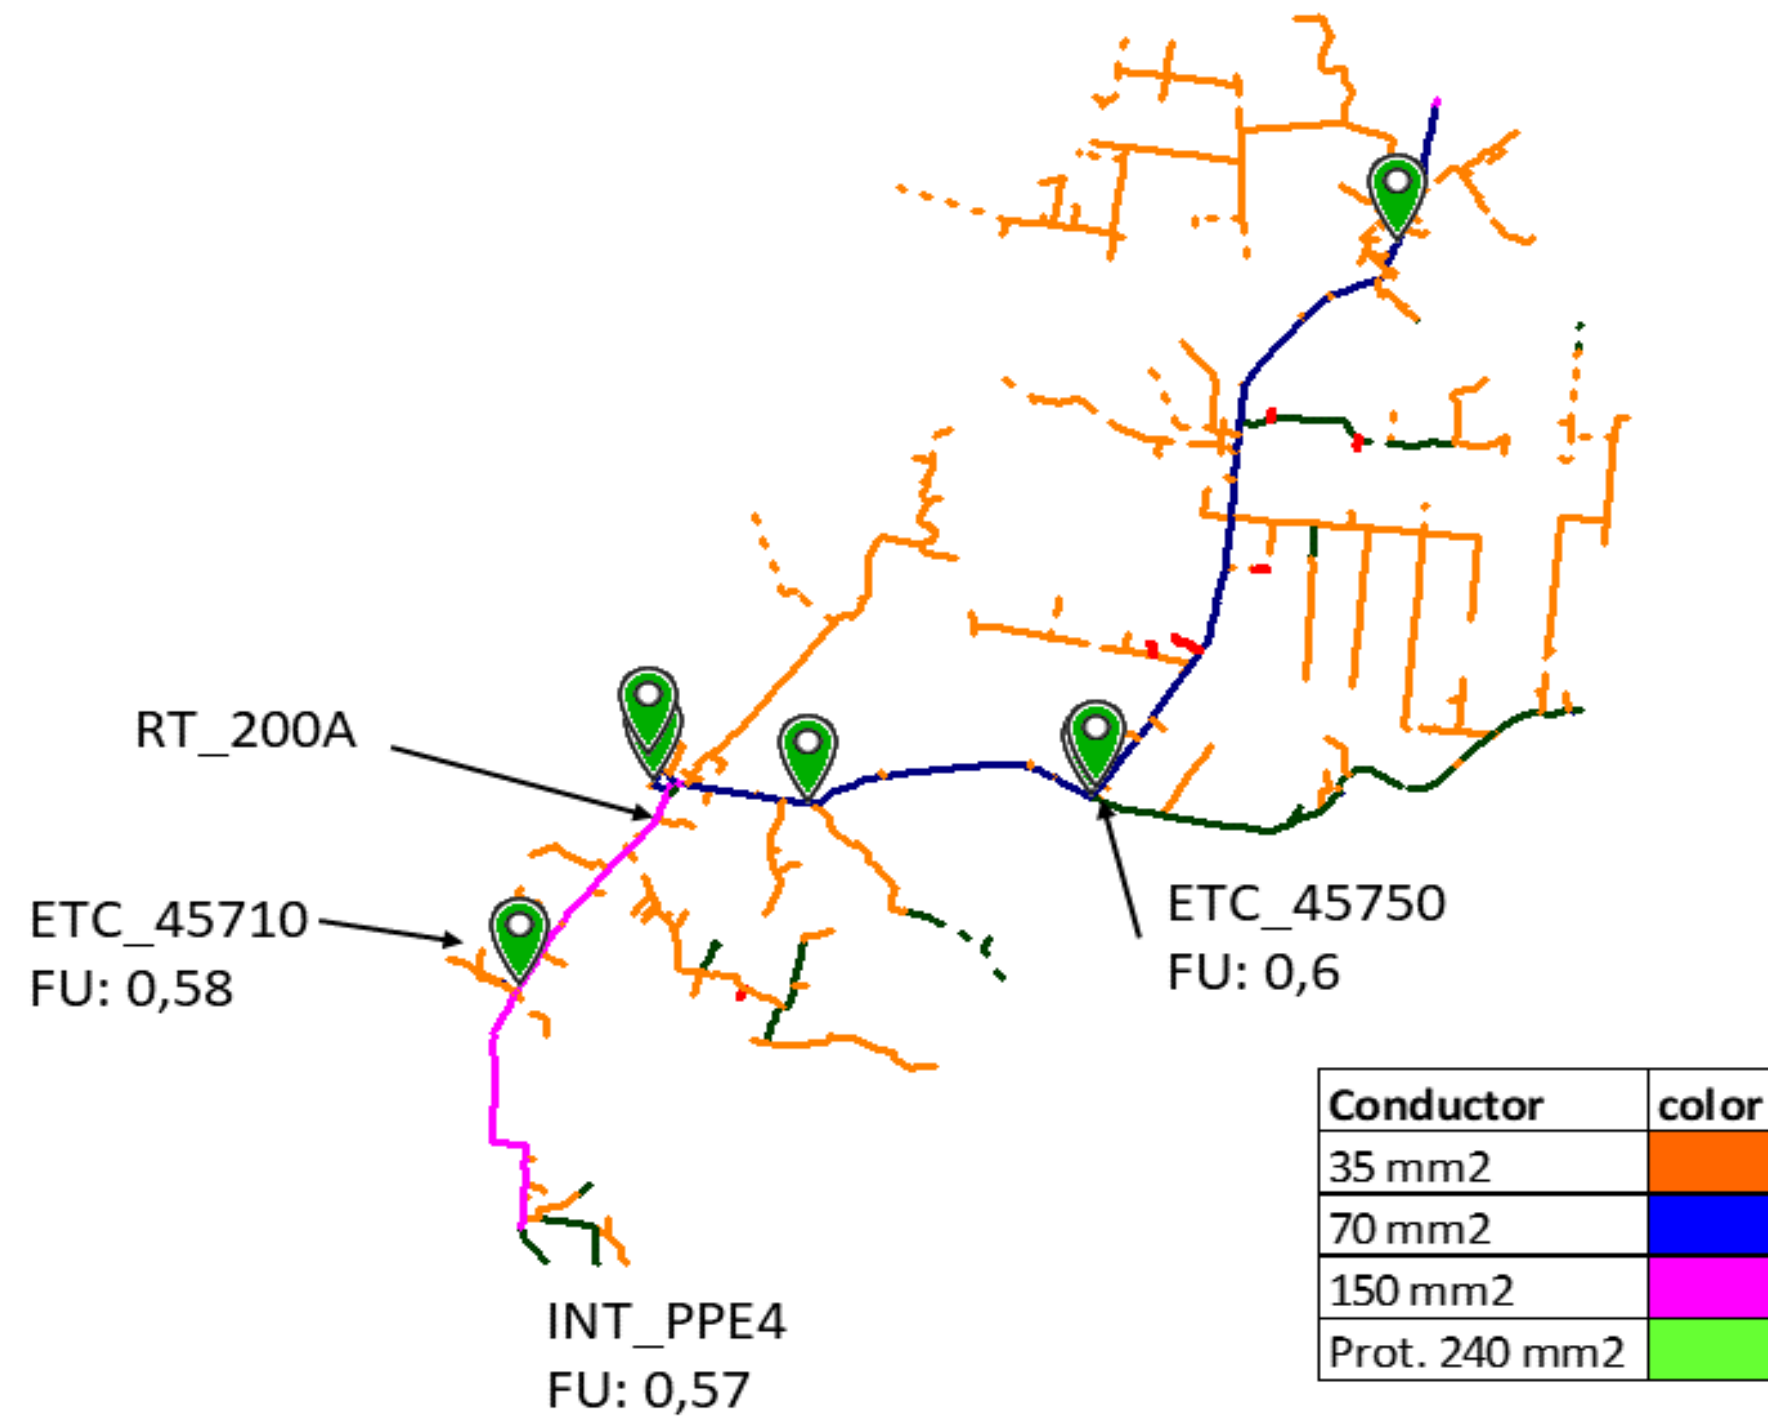 RT_200A
ETC_45710
FU: 0,58
ETC_45750
FU: 0,6
INT_PPE4
FU: 0,57
Conductor color
35 mm2
70 mm2
150 mm2
Prot. 240 mm2